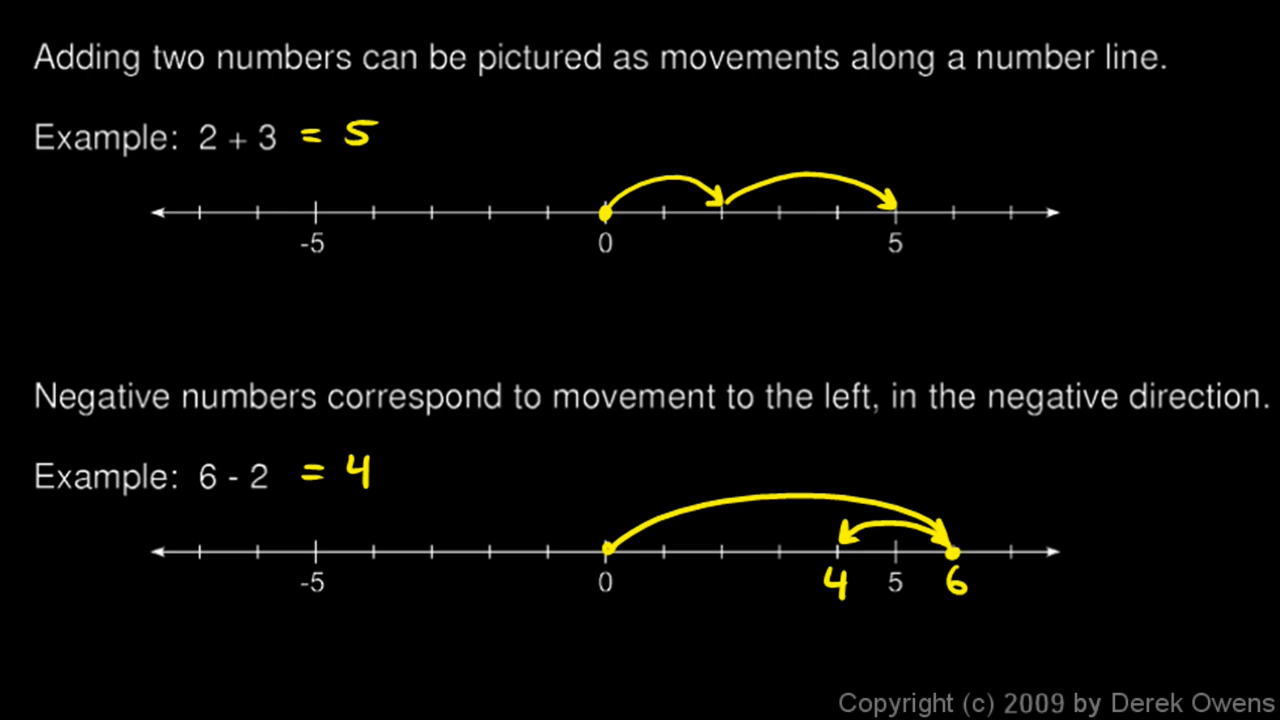 Adding two numbers can be pictured as movements along a number line.
Example: 2 + 3 = 5
-5 0 5
Negative numbers correspond to movement to the left, in the negative direction.
Example: 6 - 2 = 4
-5 0 4 5 6
Copyright (c) 2009 by Derek Owens